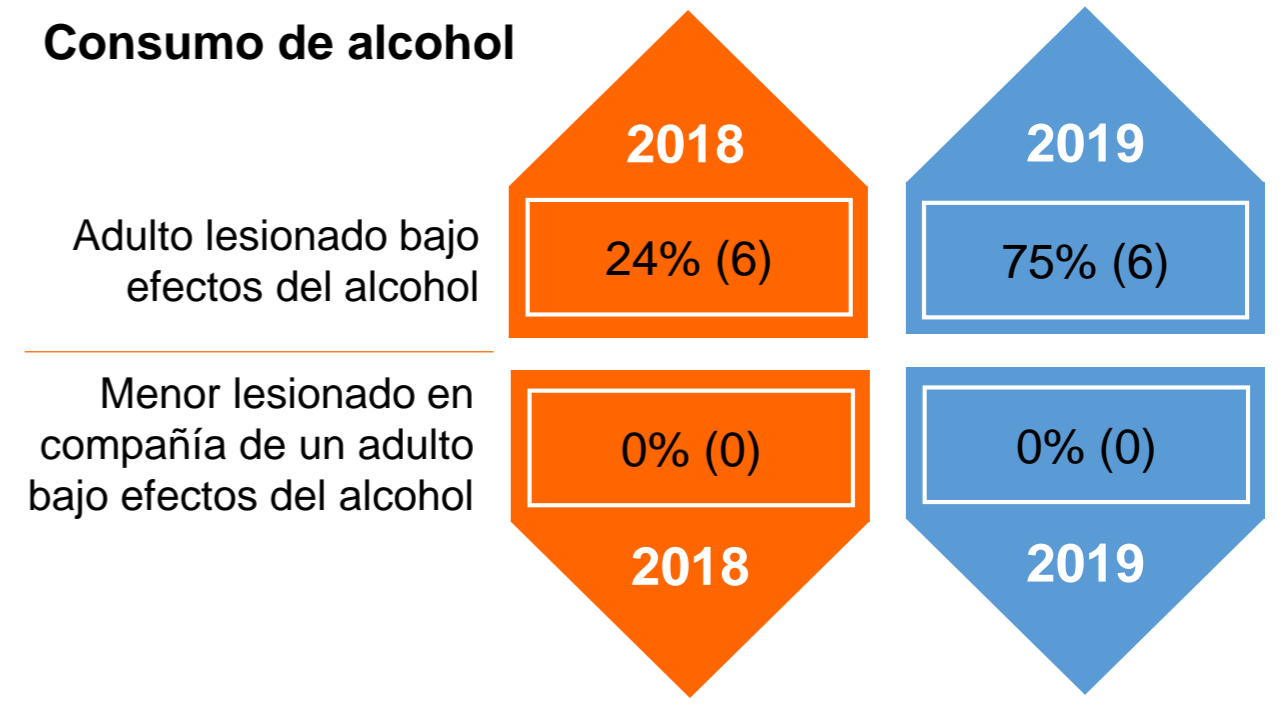 Consumo de alcohol
2018
2019
Adulto lesionado bajo
efectos del alcohol
24% (6)
75% (6)
Menor lesionado en
compañía de un adulto
bajo efectos del alcohol
0% (0)
0% (0)
2018
2019